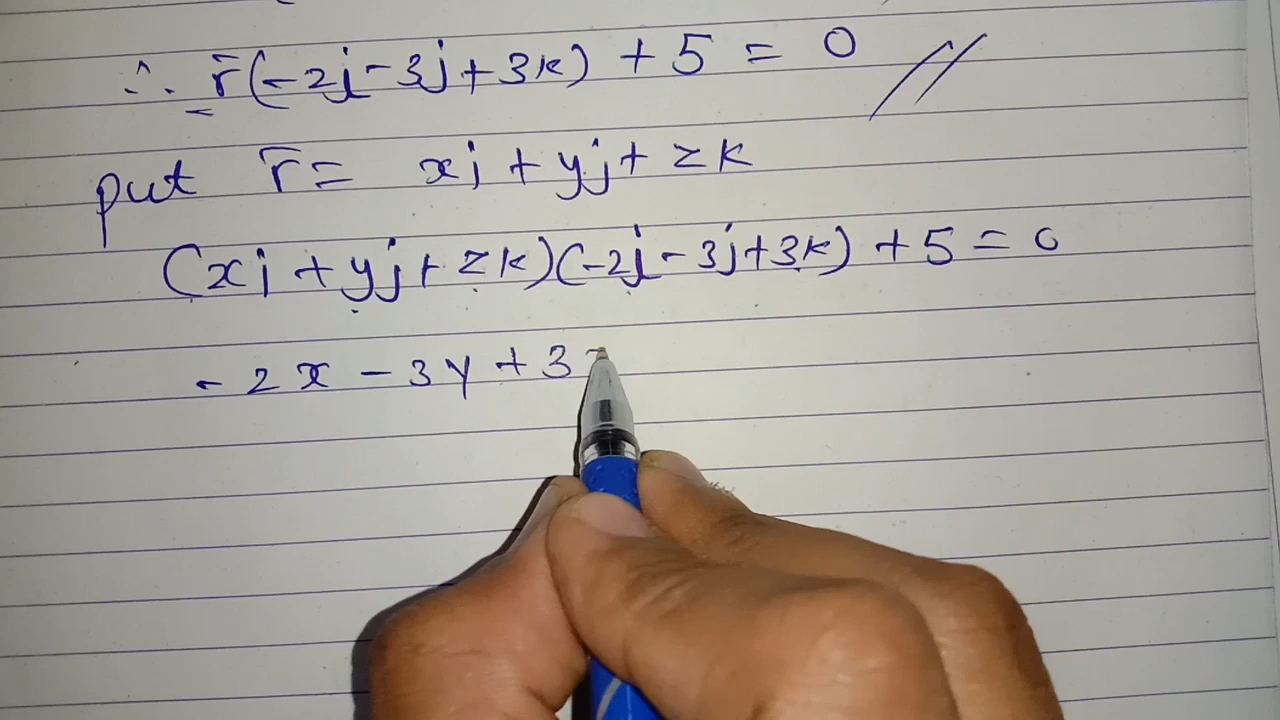 ∴ r̄(-2i-3j+3k) + 5 = 0 //
put r̄ = xi + yj + zk
(xi + yj + zk)(-2i-3j+3k) + 5 = 0
- 2x - 3y + 3